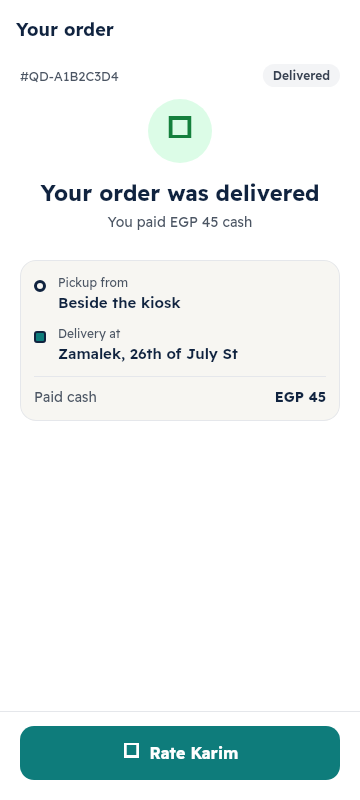 Your order
#QD-A1B2C3D4
Delivered
Your order was delivered
You paid EGP 45 cash
Pickup from
Beside the kiosk
Delivery at
Zamalek, 26th of July St
Paid cash
EGP 45
Rate Karim